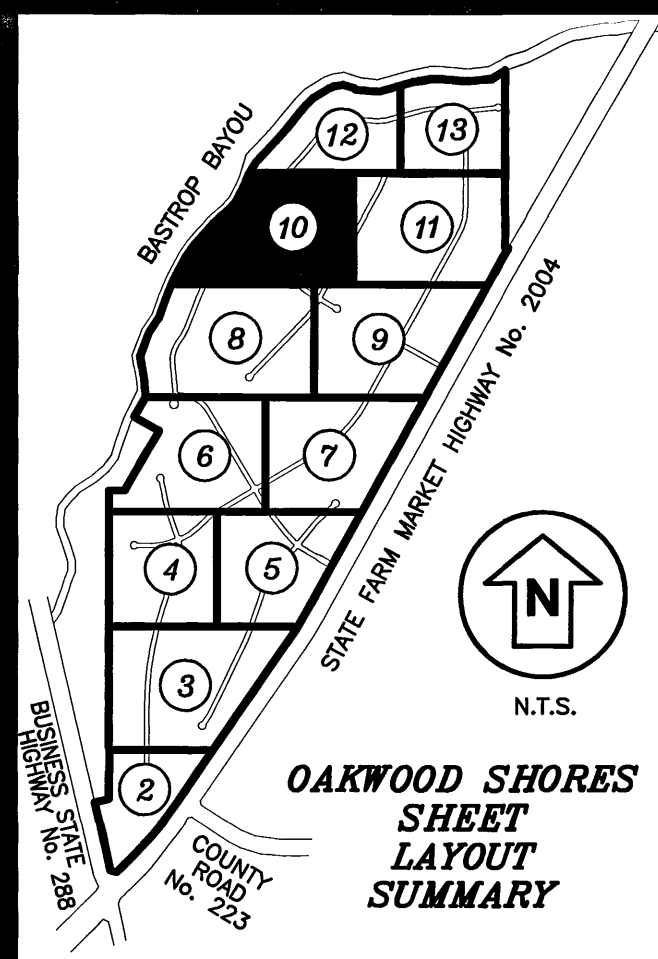 BASTROP BAYOU
12
13
10
11
8
9
STATE FARM MARKET HIGHWAY No. 2004
6
7
4
5
N
N.T.S.
3
2
BUSINESS STATE
HIGHWAY No. 288
COUNTY
ROAD
No. 223
OAKWOOD SHORES
SHEET
LAYOUT
SUMMARY